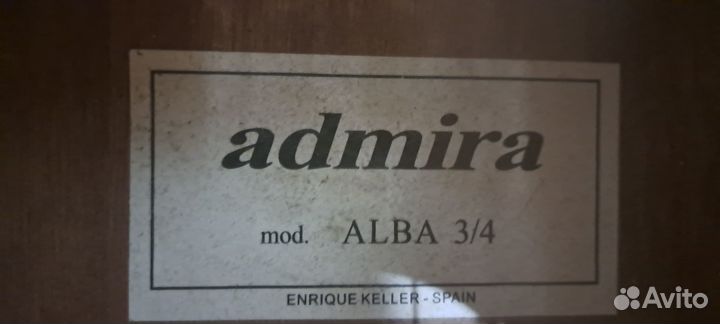 admira
mod. ALBA 3/4
ENRIQUE KELLER - SPAIN
Avito